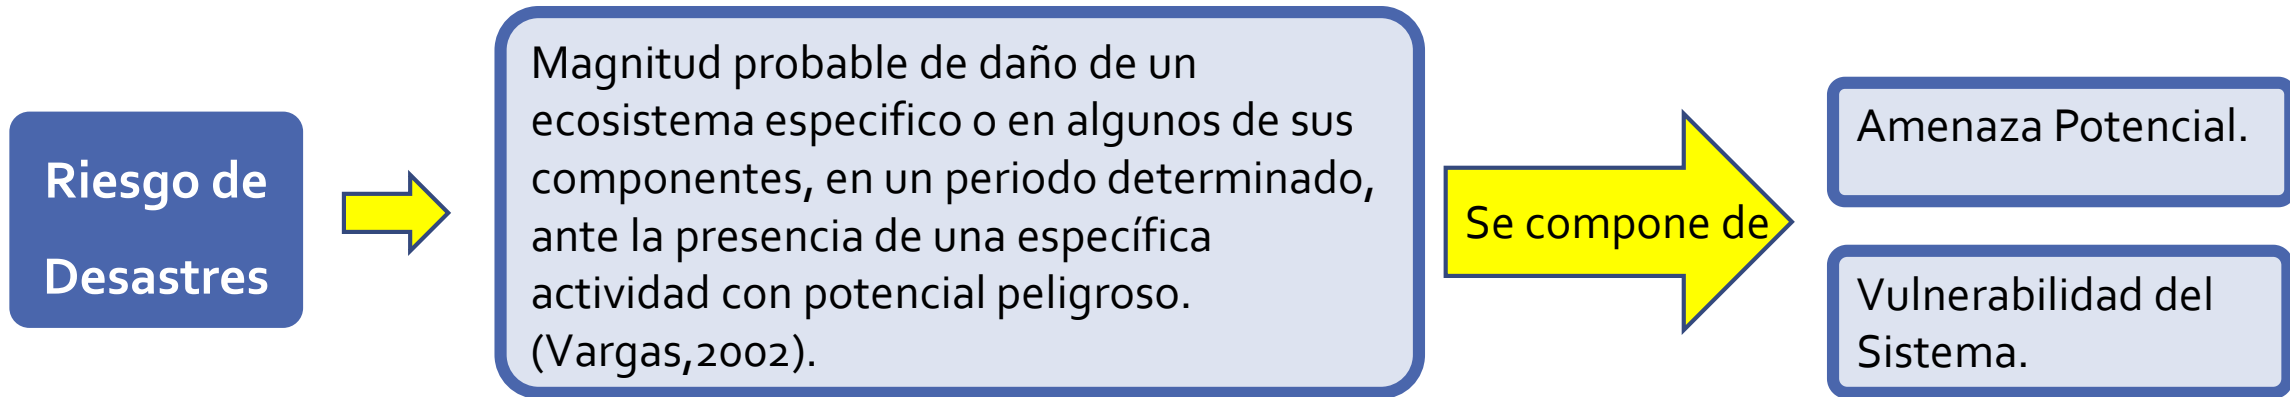 Riesgo de
Desastres
Magnitud probable de daño de un
ecosistema especifico o en algunos de sus
componentes, en un periodo determinado,
ante la presencia de una específica
actividad con potencial peligroso.
(Vargas,2002).
Se compone de
Amenaza Potencial.
Vulnerabilidad del
Sistema.